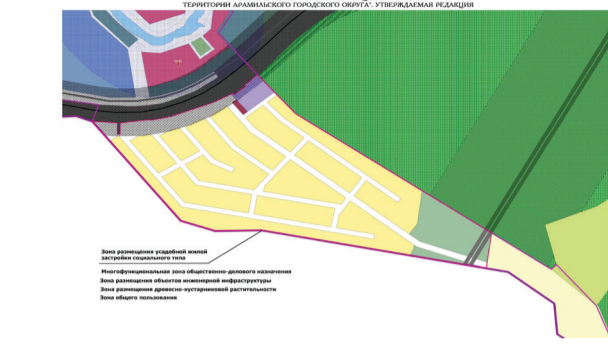 ТЕРРИТОРИИ АРАМИЛЬСКОГО ГОРОДСКОГО ОКРУГА". УТВЕРЖДАЕМАЯ РЕДАКЦИЯ
Зона размещения усадебной жилой
застройки социального типа
Многофункциональная зона общественно-делового назначения
Зона размещения объектов инженерной инфраструктуры
Зона размещения древесно-кустарниковой растительности
Зона общего пользования